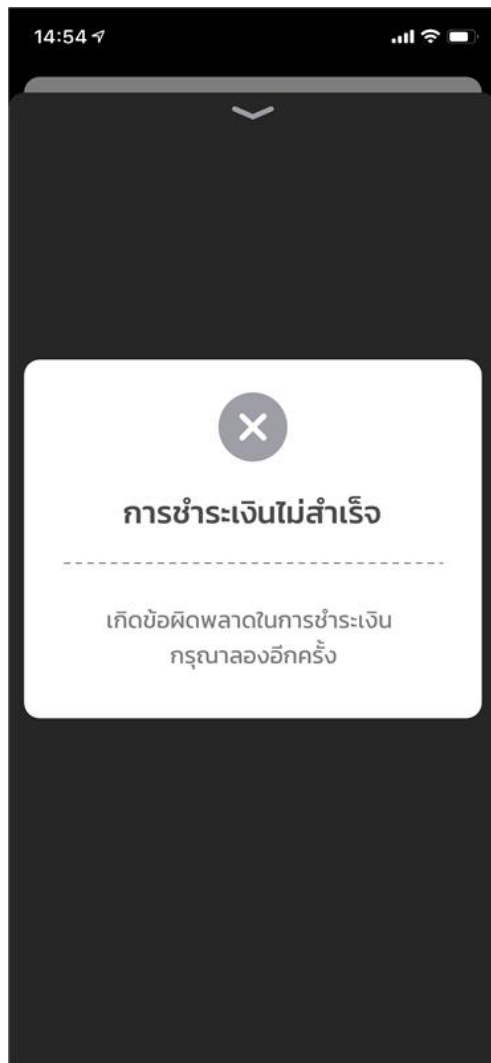 14:54
การชำระเงินไม่สำเร็จ
เกิดข้อผิดพลาดในการชำระเงิน
กรุณาลองอีกครั้ง